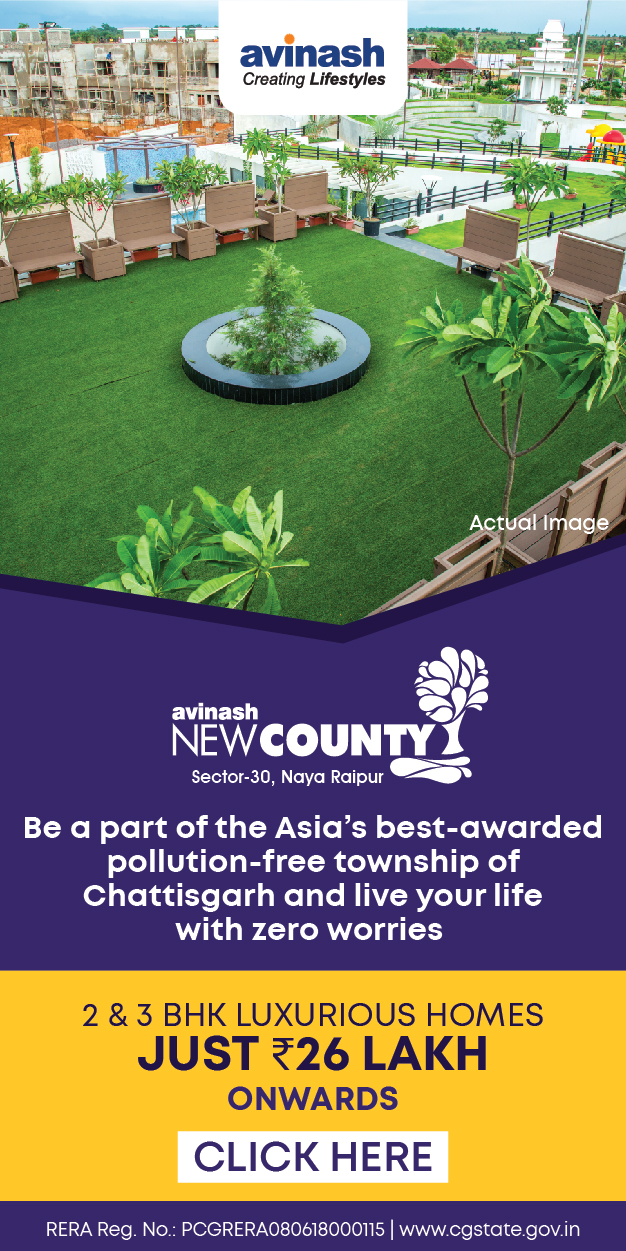 avinash
Creating Lifestyles
Actual Image
avinash
NEW COUNTY
Sector-30, Naya Raipur
Be a part of the Asia's best-awarded
pollution-free township of
Chattisgarh and live your life
with zero worries
2 & 3 BHK LUXURIOUS HOMES
JUST ₹26 LAKH
ONWARDS
CLICK HERE
RERA Reg. No.: PCGRERA080618000115 | www.cgstate.gov.in